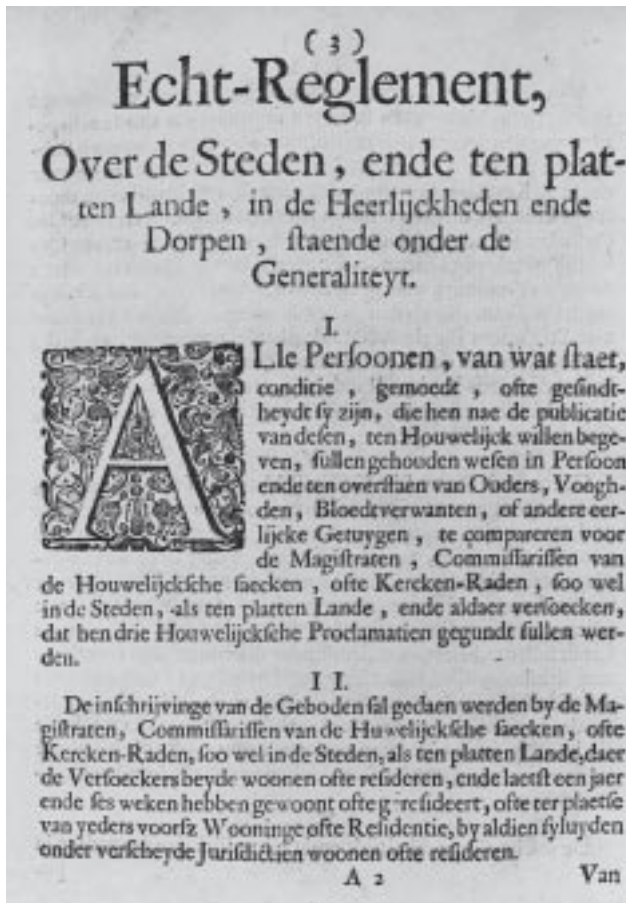 ( 3 )
Echt-Reglement,
Over de Steden, ende ten plat-
ten Lande, in de Heerlijckheden ende
Dorpen, ſtaende onder de
Generaliteyt.
I.
ALle Perſoonen, van wat ſtaet,
conditie, gemoedt, ofte geſindt-
heydt ſy zijn, die hen nae de publicatie
van deſen, ten Houwelijck willen bege-
ven, ſullen gehouden weſen in Perſoon
ende ten overſtaen van Ouders, Voogh-
den, Bloedtverwanten, of andere eer-
lijcke Getuygen, te compareren voor
de Magiſtraten, Commiſſariſſen van
de Houwelijckſche ſaecken, ofte Kercken-Raden, ſoo wel
in de Steden, als ten platten Lande, ende aldaer verſoecken,
dat hen drie Houwelijckſche Proclamatien gegundt ſullen wer-
den.
II.
De inſchrijvinge van de Geboden ſal gedaen werden by de Ma-
giſtraten, Commiſſariſſen van de Huwelijckſche ſaecken, ofte
Kercken-Raden, ſoo wel in de Steden, als ten platten Lande, daer
de Verſoeckers beyde woonen ofte reſideren, ende laetſt een jaer
ende ſes weken hebben gewoont ofte gereſideert, ofte ter plaetſe
van yeders voorſz Wooninge ofte Reſidentie, by aldien ſyluyden
onder verſcheyde Jurisdictien woonen ofte reſideren.
A 2 Van